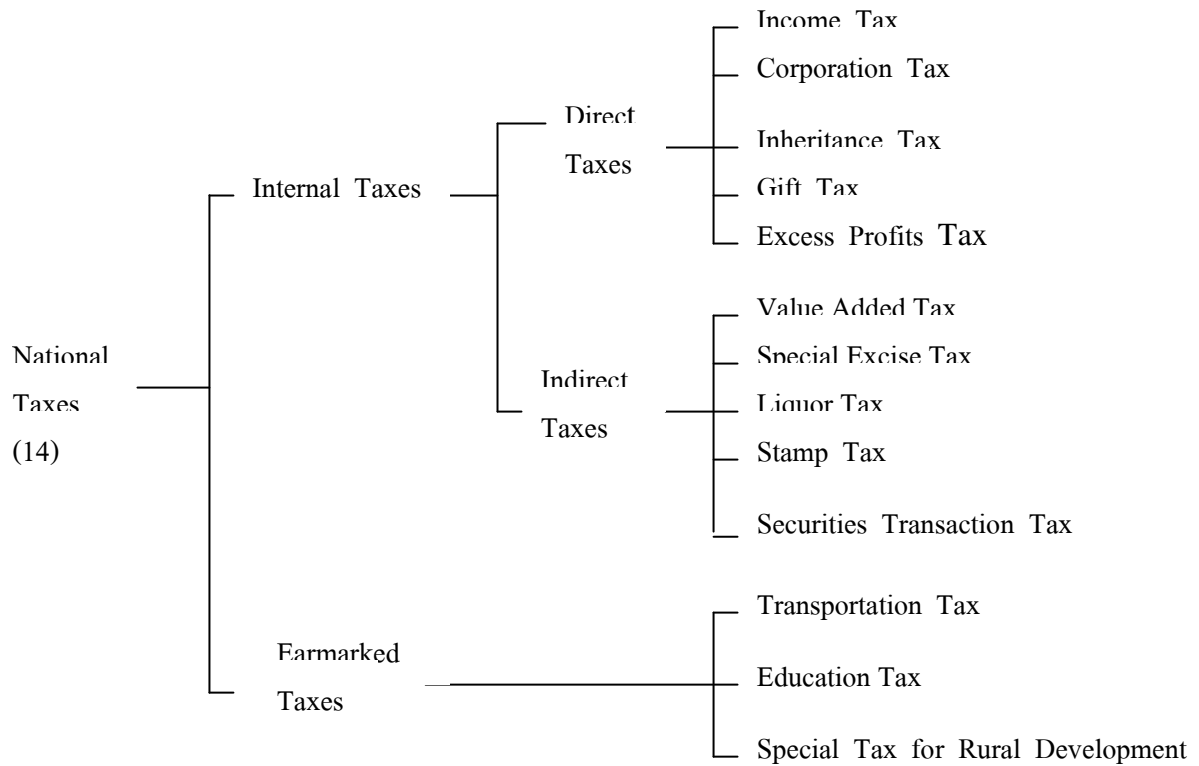 National
Taxes
(14)
Internal Taxes
Direct
Taxes
Income Tax
Corporation Tax
Inheritance Tax
Gift Tax
Excess Profits Tax
Indirect
Taxes
Value Added Tax
Special Excise Tax
Liquor Tax
Stamp Tax
Securities Transaction Tax
Earmarked
Taxes
Transportation Tax
Education Tax
Special Tax for Rural Development